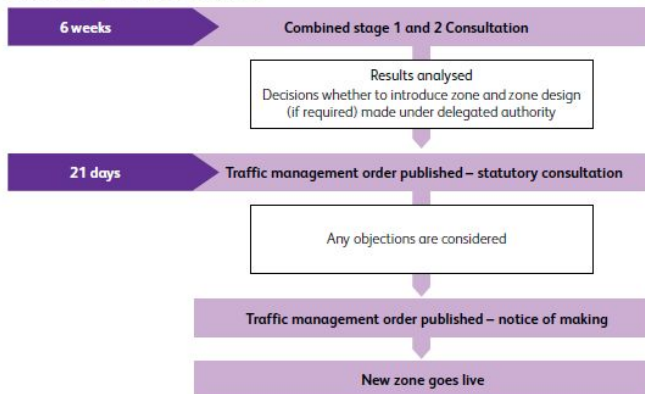 6 weeks
Combined stage 1 and 2 Consultation
Results analysed
Decisions whether to introduce zone and zone design
(if required) made under delegated authority
21 days
Traffic management order published – statutory consultation
Any objections are considered
Traffic management order published – notice of making
New zone goes live